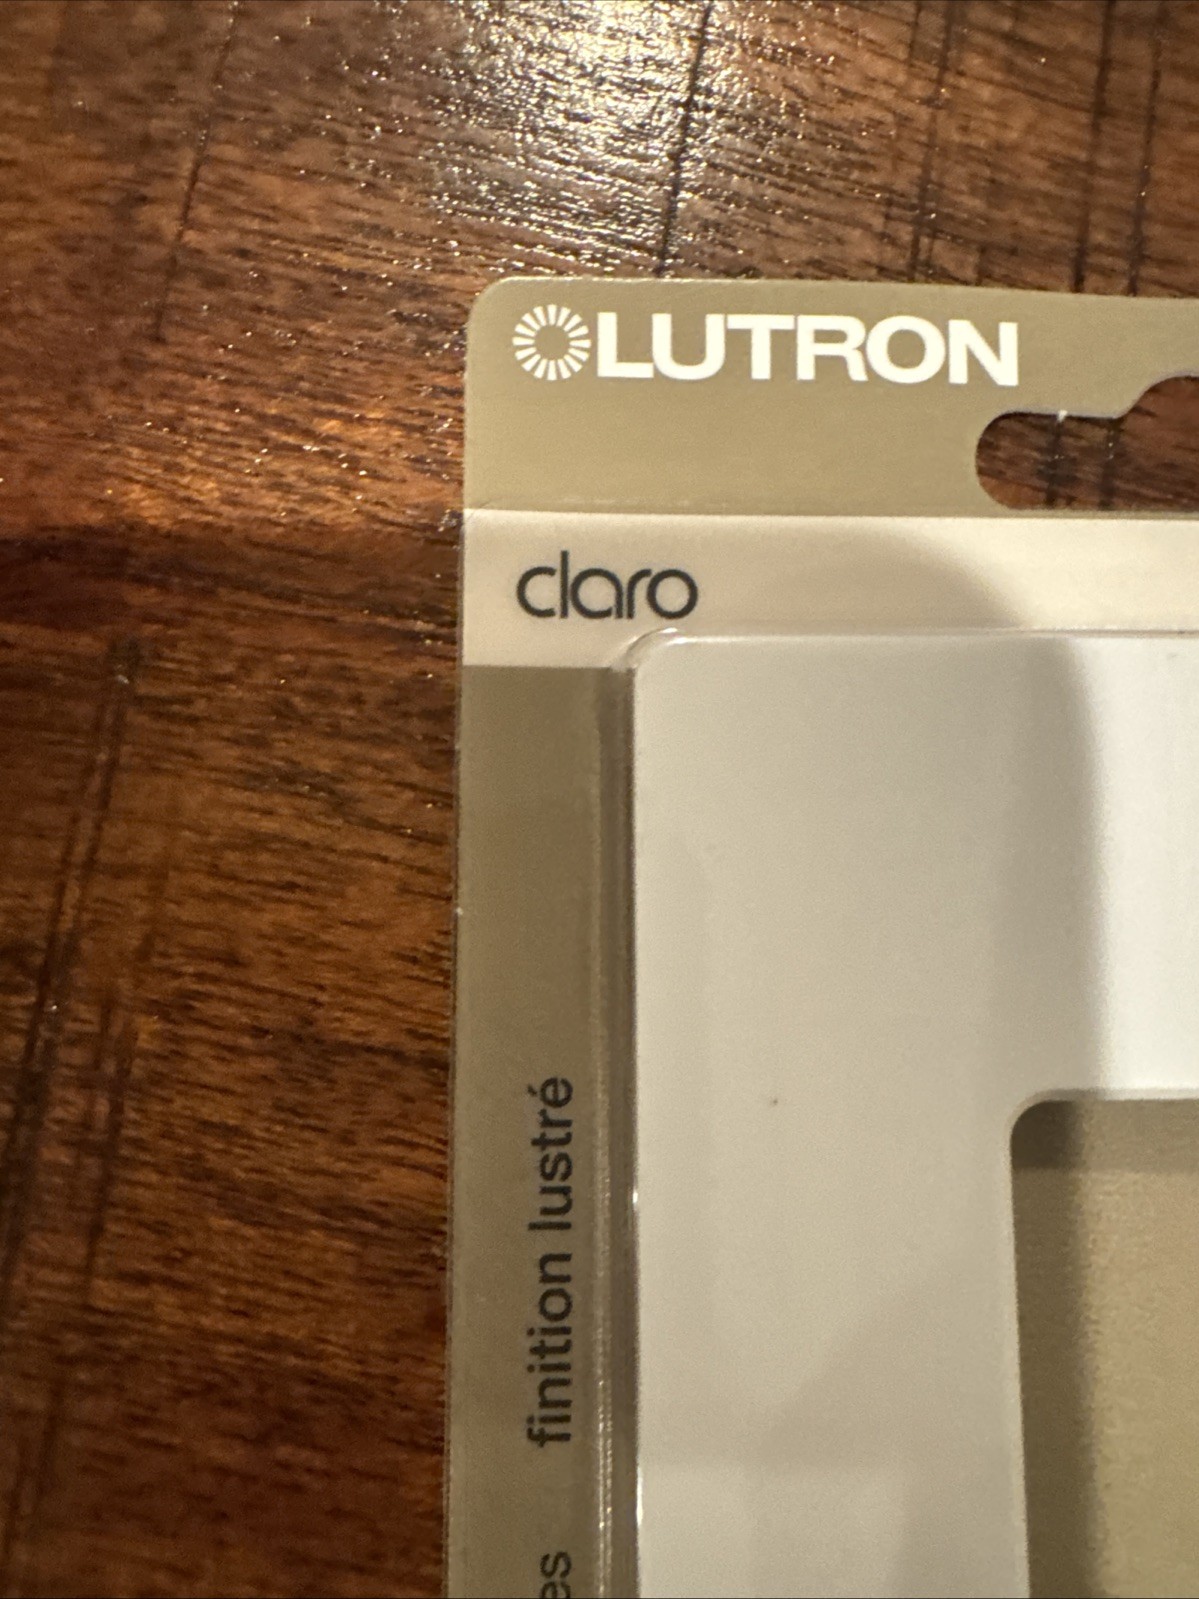 LUTRON
claro
finition lustré